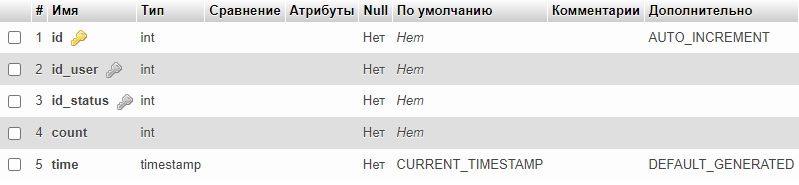 # Имя Тип Сравнение Атрибуты Null По умолчанию Комментарии Дополнительно
1 id int Нет Нет AUTO_INCREMENT
2 id_user int Нет Нет
3 id_status int Нет Нет
4 count int Нет Нет
5 time timestamp Нет CURRENT_TIMESTAMP DEFAULT_GENERATED